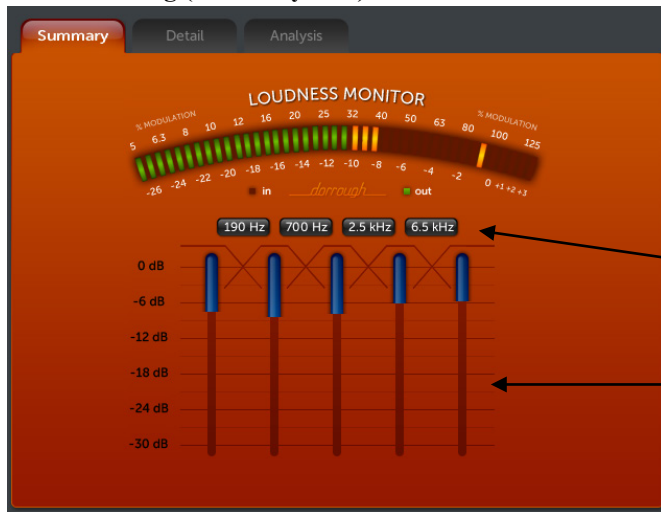 Summary Detail Analysis
LOUDNESS MONITOR
% MODULATION % MODULATION
5 6.3 8 10 12 16 20 25 32 40 50 63 80 100 125
-26 -24 -22 -20 -18 -16 -14 -12 -10 -8 -6 -4 -2 0 +1 +2 +3
in dorrough out
190 Hz 700 Hz 2.5 kHz 6.5 kHz
0 dB
-6 dB
-12 dB
-18 dB
-24 dB
-30 dB